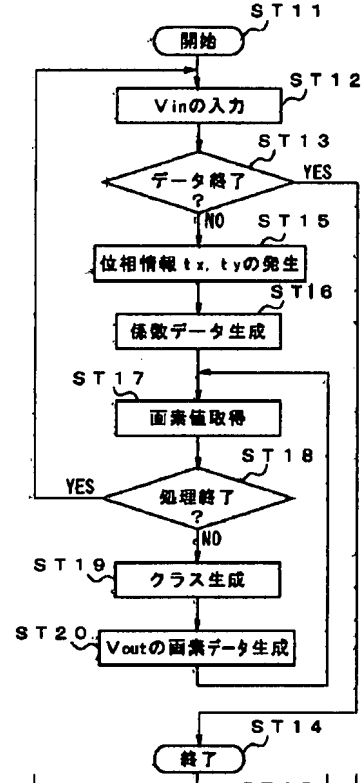 ST11
開始
ST12
Vinの入力
ST13
データ終了
?
YES
NO
ST15
位相情報tx, tyの発生
ST16
係数データ生成
ST17
画素値取得
ST18
YES
処理終了
?
NO
ST19
クラス生成
ST20
Voutの画素データ生成
ST14
終了